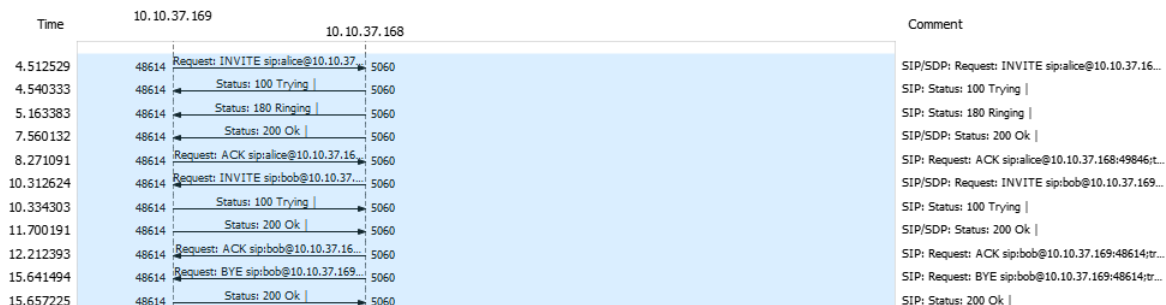 Time 10.10.37.169 10.10.37.168 Comment
4.512529 48614 Request: INVITE sip:alice@10.10.37... 5060 SIP/SDP: Request: INVITE sip:alice@10.10.37.16...
4.540333 48614 Status: 100 Trying | 5060 SIP: Status: 100 Trying |
5.163383 48614 Status: 180 Ringing | 5060 SIP: Status: 180 Ringing |
7.560132 48614 Status: 200 Ok | 5060 SIP/SDP: Status: 200 Ok |
8.271091 48614 Request: ACK sip:alice@10.10.37.16... 5060 SIP: Request: ACK sip:alice@10.10.37.168:49846;t...
10.312624 48614 Request: INVITE sip:bob@10.10.37.... 5060 SIP/SDP: Request: INVITE sip:bob@10.10.37.169...
10.334303 48614 Status: 100 Trying | 5060 SIP: Status: 100 Trying |
11.700191 48614 Status: 200 Ok | 5060 SIP/SDP: Status: 200 Ok |
12.212393 48614 Request: ACK sip:bob@10.10.37.16... 5060 SIP: Request: ACK sip:bob@10.10.37.169:48614;tr...
15.641494 48614 Request: BYE sip:bob@10.10.37.169... 5060 SIP: Request: BYE sip:bob@10.10.37.169:48614;tr...
15.657225 48614 Status: 200 Ok | 5060 SIP: Status: 200 Ok |